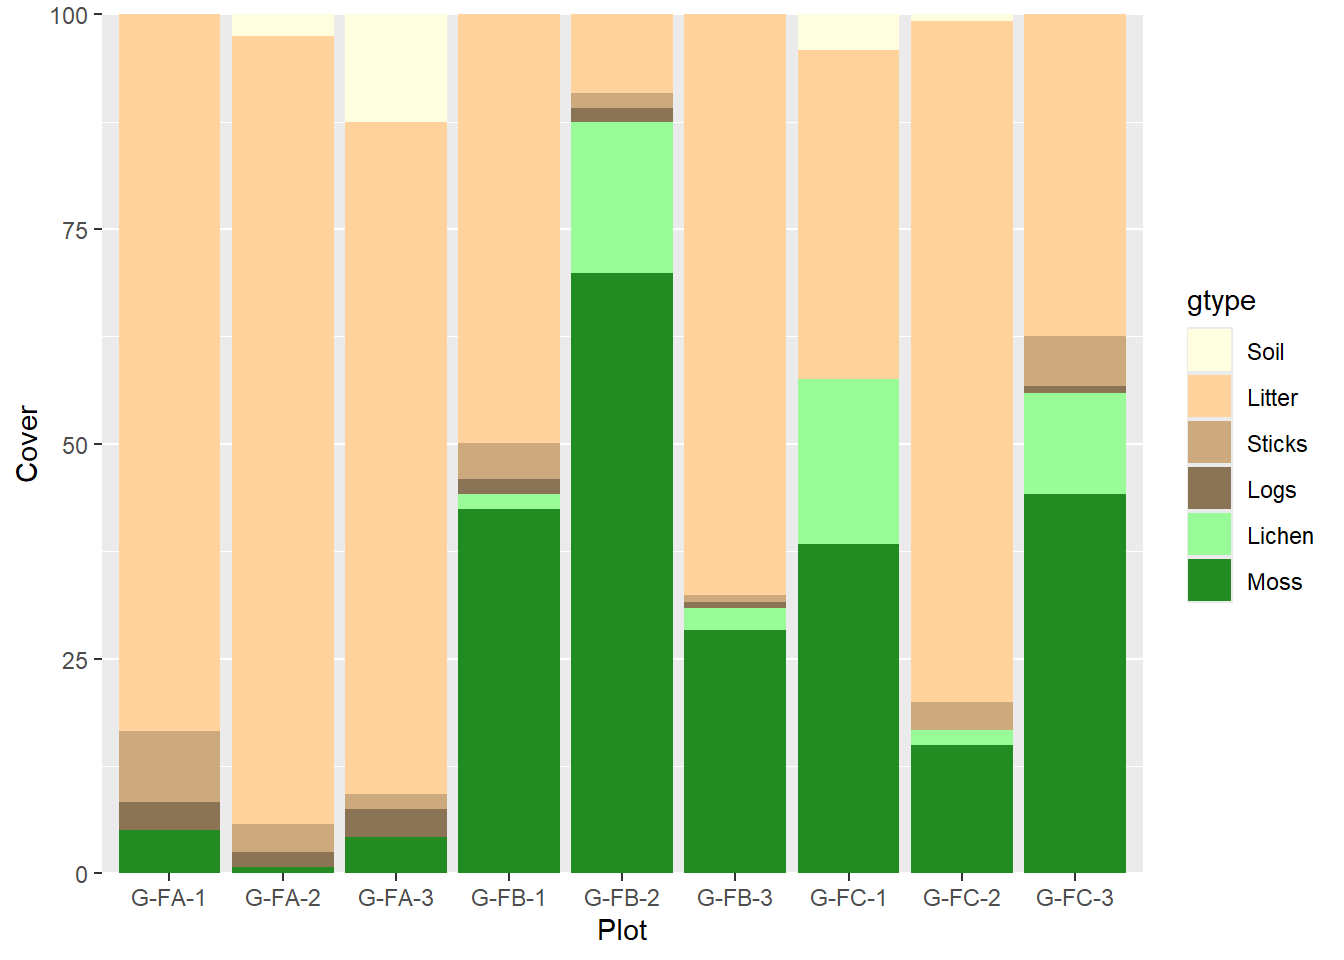 100
75
50
25
0
Cover
G-FA-1 G-FA-2 G-FA-3 G-FB-1 G-FB-2 G-FB-3 G-FC-1 G-FC-2 G-FC-3
Plot
gtype
Soil
Litter
Sticks
Logs
Lichen
Moss